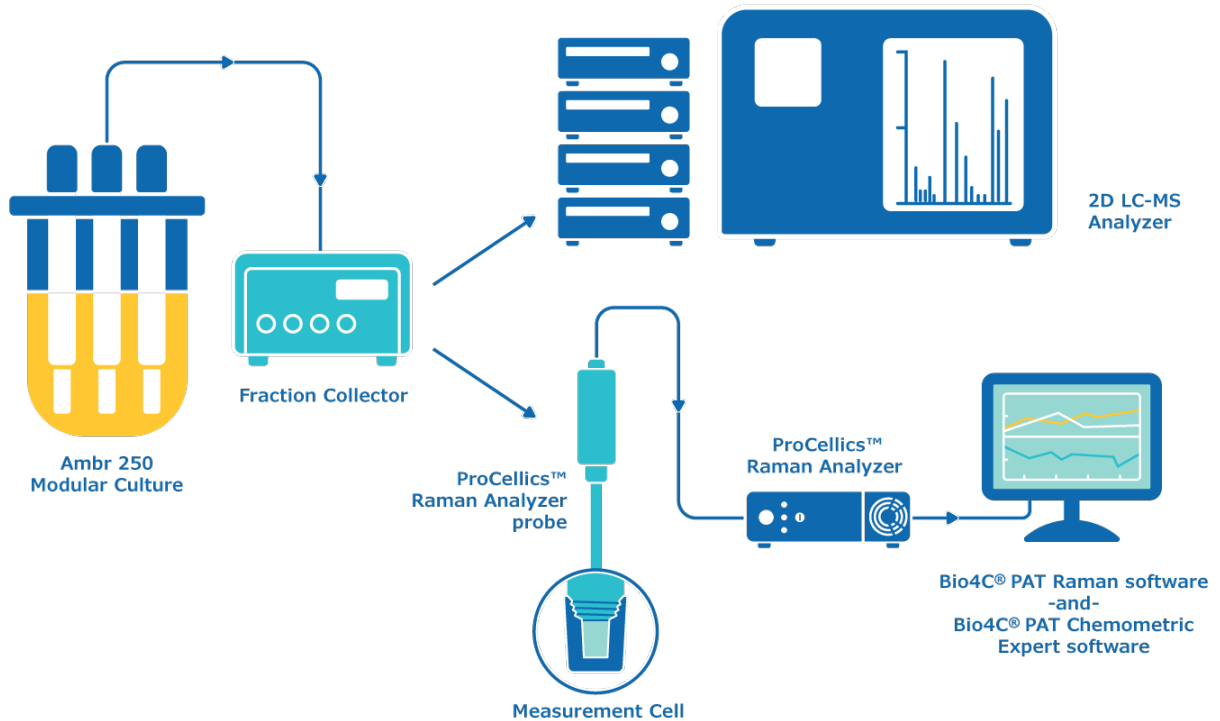 2D LC-MS
Analyzer
Fraction Collector
Ambr 250
Modular Culture
ProCellics™
Raman Analyzer
probe
ProCellics™
Raman Analyzer
Bio4C® PAT Raman software
-and-
Bio4C® PAT Chemometric
Expert software
Measurement Cell